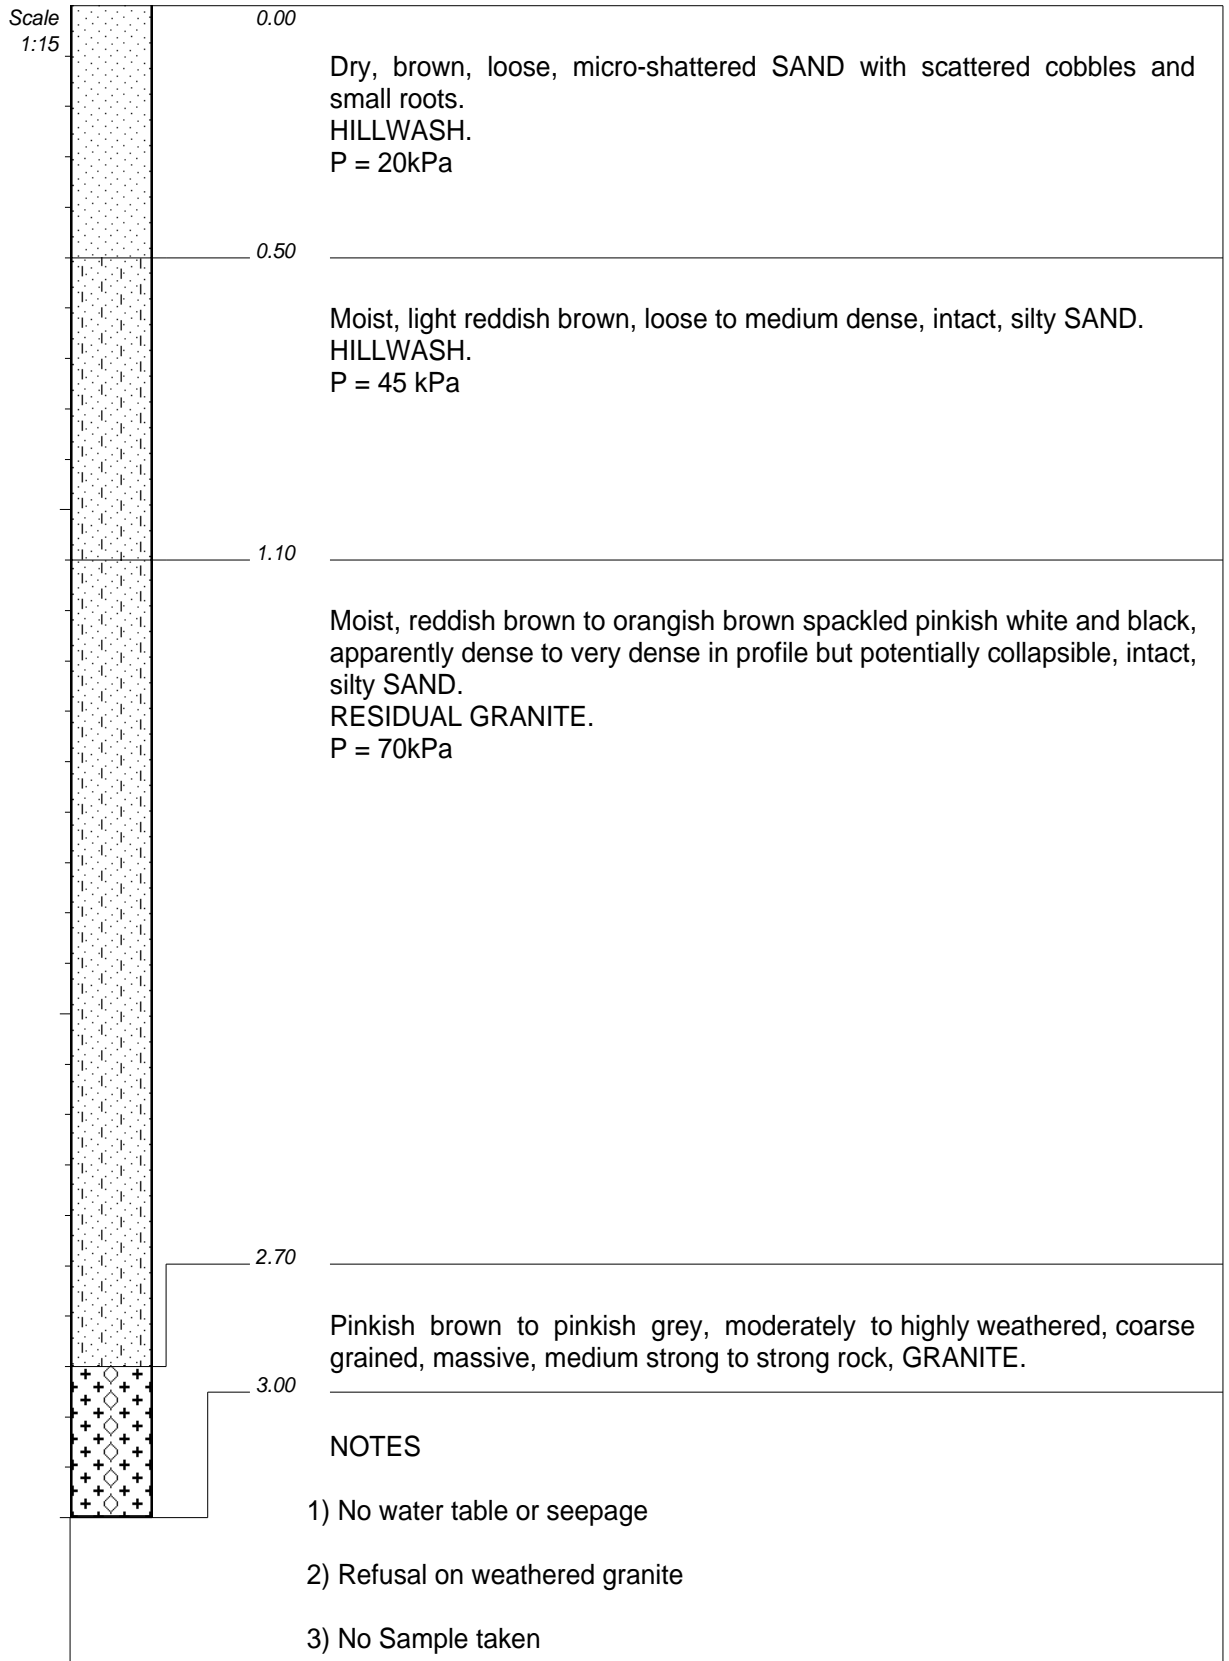 Scale
1:15
0.00
Dry, brown, loose, micro-shattered SAND with scattered cobbles and
small roots.
HILLWASH.
P = 20kPa
0.50
Moist, light reddish brown, loose to medium dense, intact, silty SAND.
HILLWASH.
P = 45 kPa
1.10
Moist, reddish brown to orangish brown spackled pinkish white and black,
apparently dense to very dense in profile but potentially collapsible, intact,
silty SAND.
RESIDUAL GRANITE.
P = 70kPa
2.70
Pinkish brown to pinkish grey, moderately to highly weathered, coarse
grained, massive, medium strong to strong rock, GRANITE.
3.00
NOTES
1) No water table or seepage
2) Refusal on weathered granite
3) No Sample taken